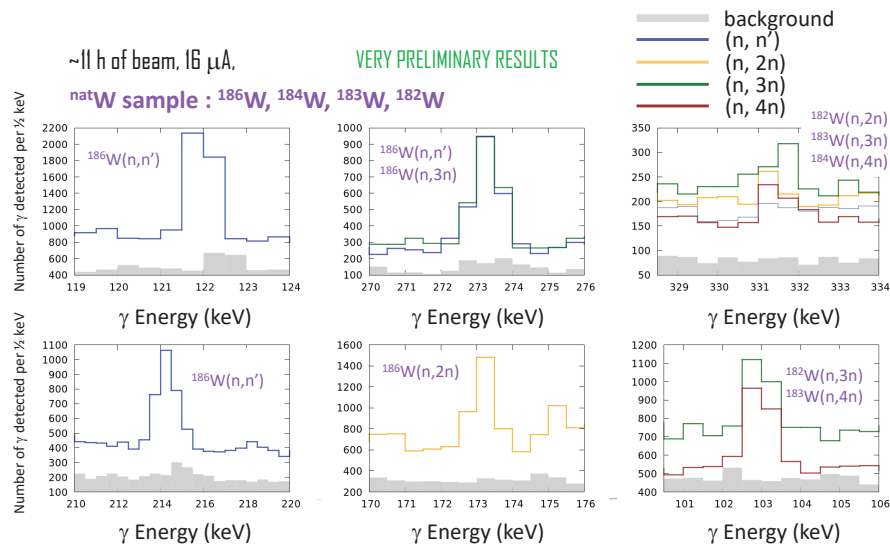 ~11 h of beam, 16 μA,
VERY PRELIMINARY RESULTS
background
(n, n')
(n, 2n)
(n, 3n)
(n, 4n)
ⁿᵃᵗW sample : ¹⁸⁶W, ¹⁸⁴W, ¹⁸³W, ¹⁸²W
Number of γ detected per ½ keV
2200
2000
1800
1600
1400
1200
1000
800
600
400
¹⁸⁶W(n,n')
119 120 121 122 123 124
γ Energy (keV)
1000
900
800
700
600
500
400
300
200
100
¹⁸⁶W(n,n')
¹⁸⁶W(n,3n)
270 271 272 273 274 275 276
γ Energy (keV)
350
300
250
200
150
100
50
¹⁸²W(n,2n)
¹⁸³W(n,3n)
¹⁸⁴W(n,4n)
329 330 331 332 333 334
γ Energy (keV)
Number of γ detected per ½ keV
1100
1000
900
800
700
600
500
400
300
200
100
¹⁸⁶W(n,n')
210 212 214 216 218 220
γ Energy (keV)
1600
1400
1200
1000
800
600
400
200
¹⁸⁶W(n,2n)
170 171 172 173 174 175 176
γ Energy (keV)
1200
1100
1000
900
800
700
600
500
400
¹⁸²W(n,3n)
¹⁸³W(n,4n)
101 102 103 104 105 106
γ Energy (keV)